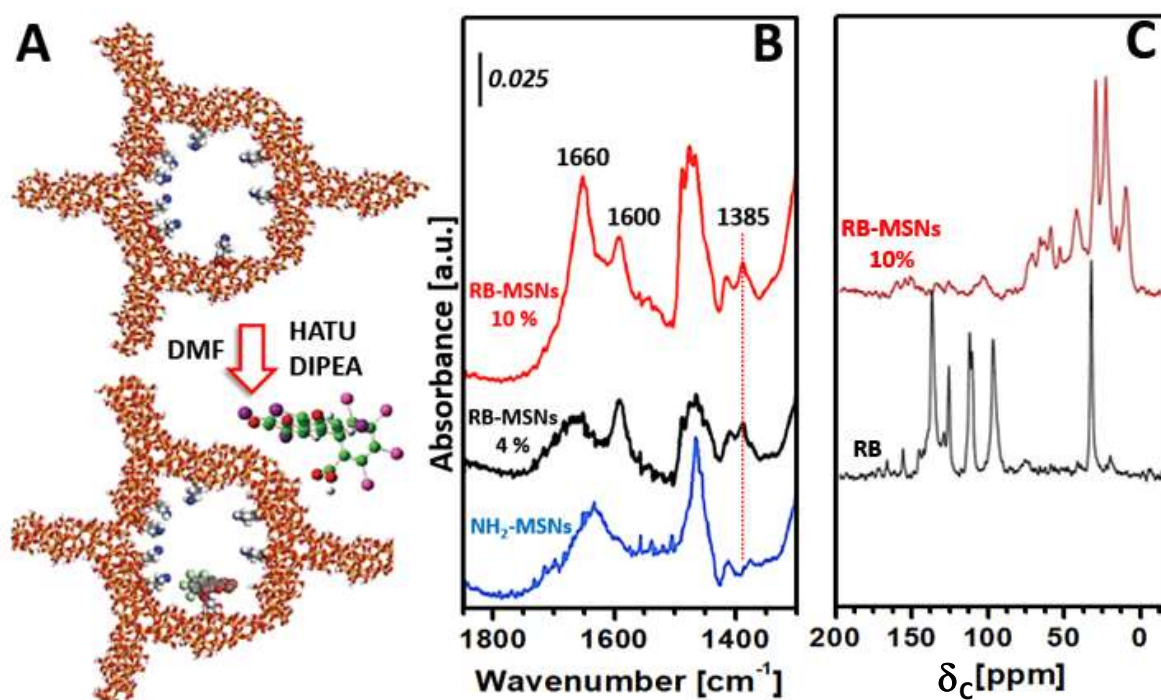 A
DMF
HATU
DIPEA
B
0.025
1660
1600
1385
RB-MSNs
10 %
RB-MSNs
4 %
NH₂-MSNs
Absorbance [a.u.]
1800
1600
1400
Wavenumber [cm⁻¹]
C
RB-MSNs
10%
RB
200
150
100
50
0
δC[ppm]